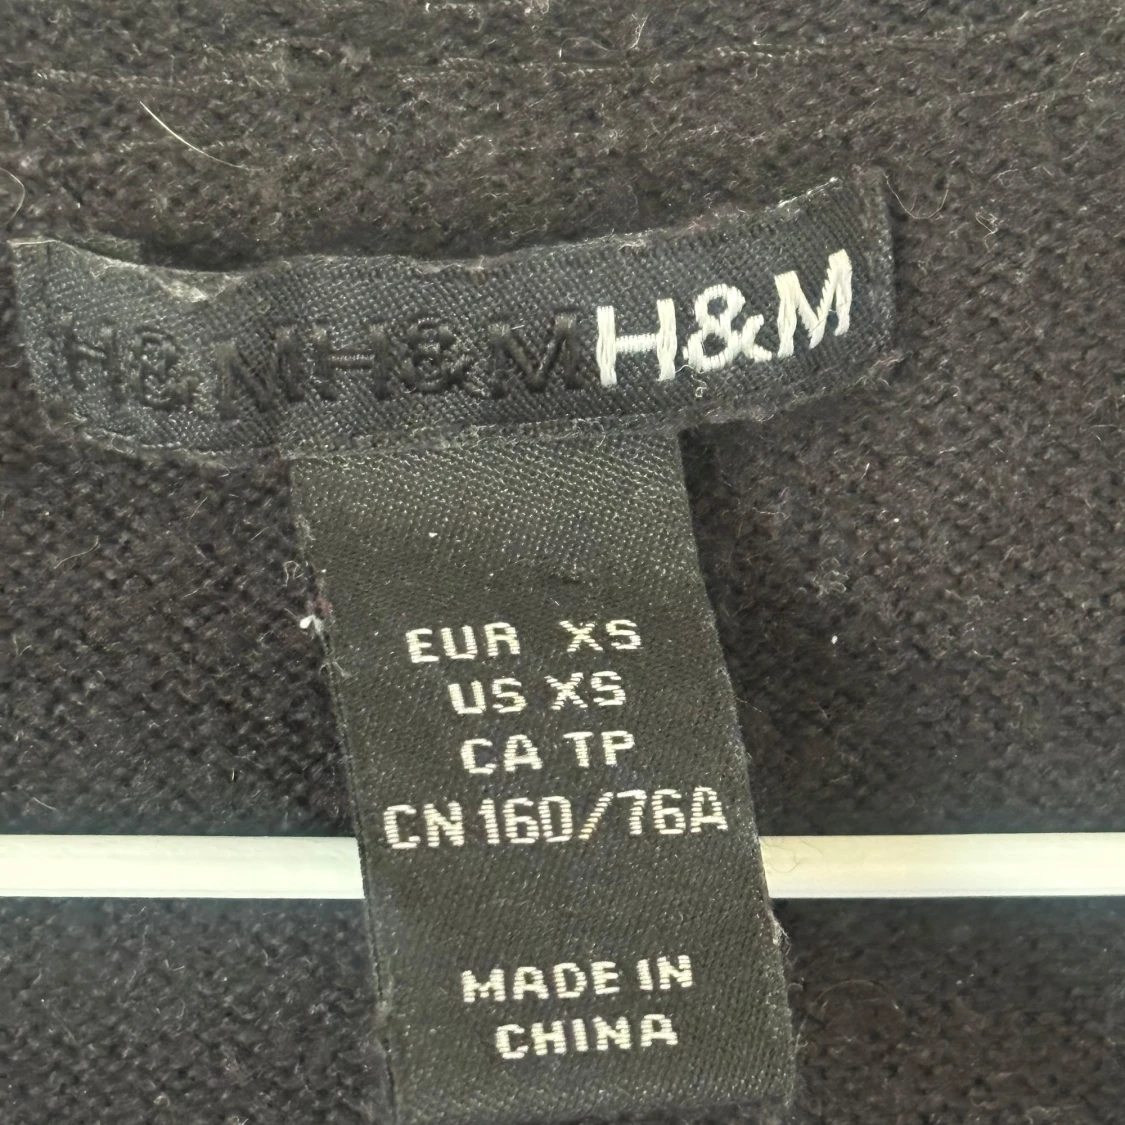 H&MH&MH&M
EUR XS
US XS
CA TP
CN 160/76A
MADE IN
CHINA